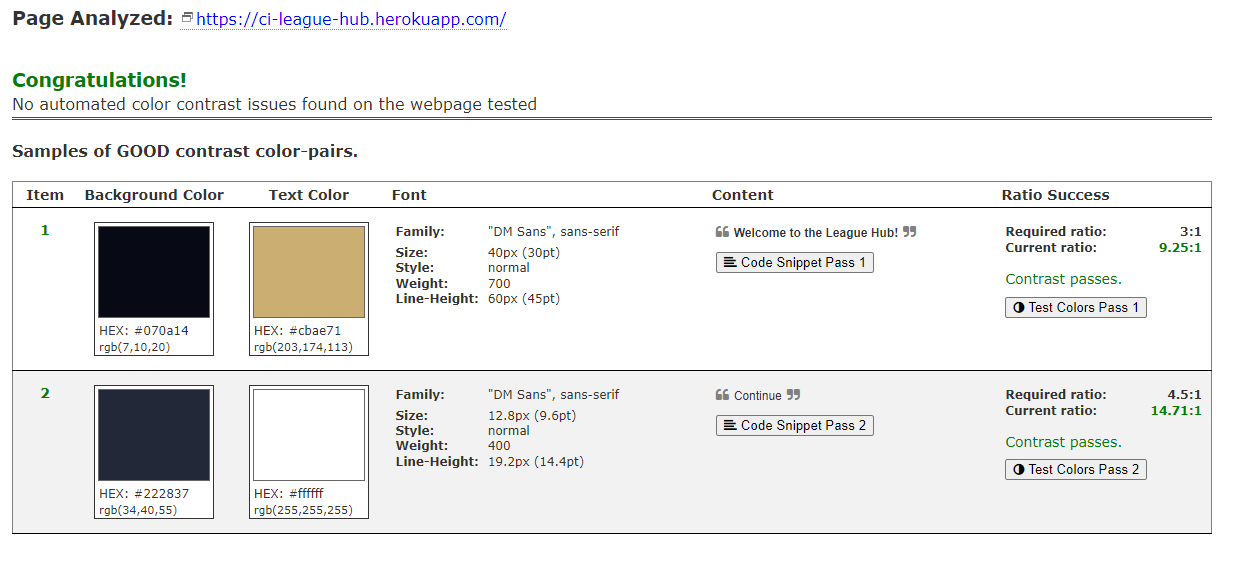 Page Analyzed: https://ci-league-hub.herokuapp.com/
Congratulations!
No automated color contrast issues found on the webpage tested
Samples of GOOD contrast color-pairs.
Item Background Color Text Color Font Content Ratio Success
1
HEX: #070a14
rgb(7,10,20)
HEX: #cbae71
rgb(203,174,113)
Family: "DM Sans", sans-serif
Size: 40px (30pt)
Style: normal
Weight: 700
Line-Height: 60px (45pt)
❝ Welcome to the League Hub! ❞
Code Snippet Pass 1
Required ratio: 3:1
Current ratio: 9.25:1
Contrast passes.
Test Colors Pass 1
2
HEX: #222837
rgb(34,40,55)
HEX: #ffffff
rgb(255,255,255)
Family: "DM Sans", sans-serif
Size: 12.8px (9.6pt)
Style: normal
Weight: 400
Line-Height: 19.2px (14.4pt)
❝ Continue ❞
Code Snippet Pass 2
Required ratio: 4.5:1
Current ratio: 14.71:1
Contrast passes.
Test Colors Pass 2